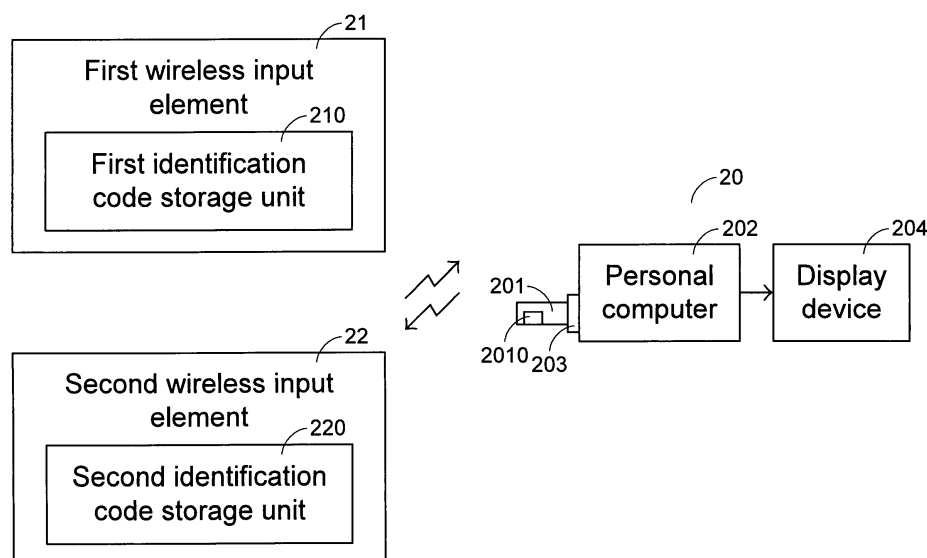 21
First wireless input
element
210
First identification
code storage unit
20
202
204
201
Personal
computer
Display
device
2010
203
22
Second wireless input
element
220
Second identification
code storage unit